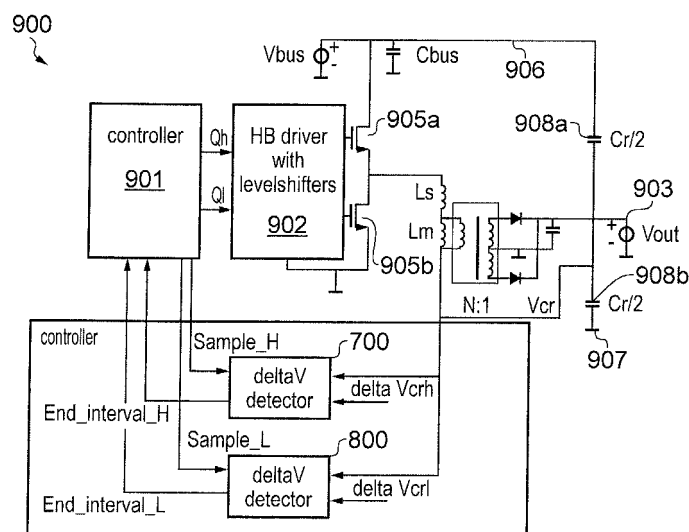 900
Vbus
+
-
Cbus
906
905a
908a
Cr/2
controller
901
Qh
Ql
HB driver
with
levelshifters
902
905b
Ls
Lm
903
+
-
Vout
908b
Cr/2
907
N:1
Vcr
controller
Sample_H
700
deltaV
detector
delta Vcrh
End_interval_H
Sample_L
800
deltaV
detector
delta Vcrl
End_interval_L